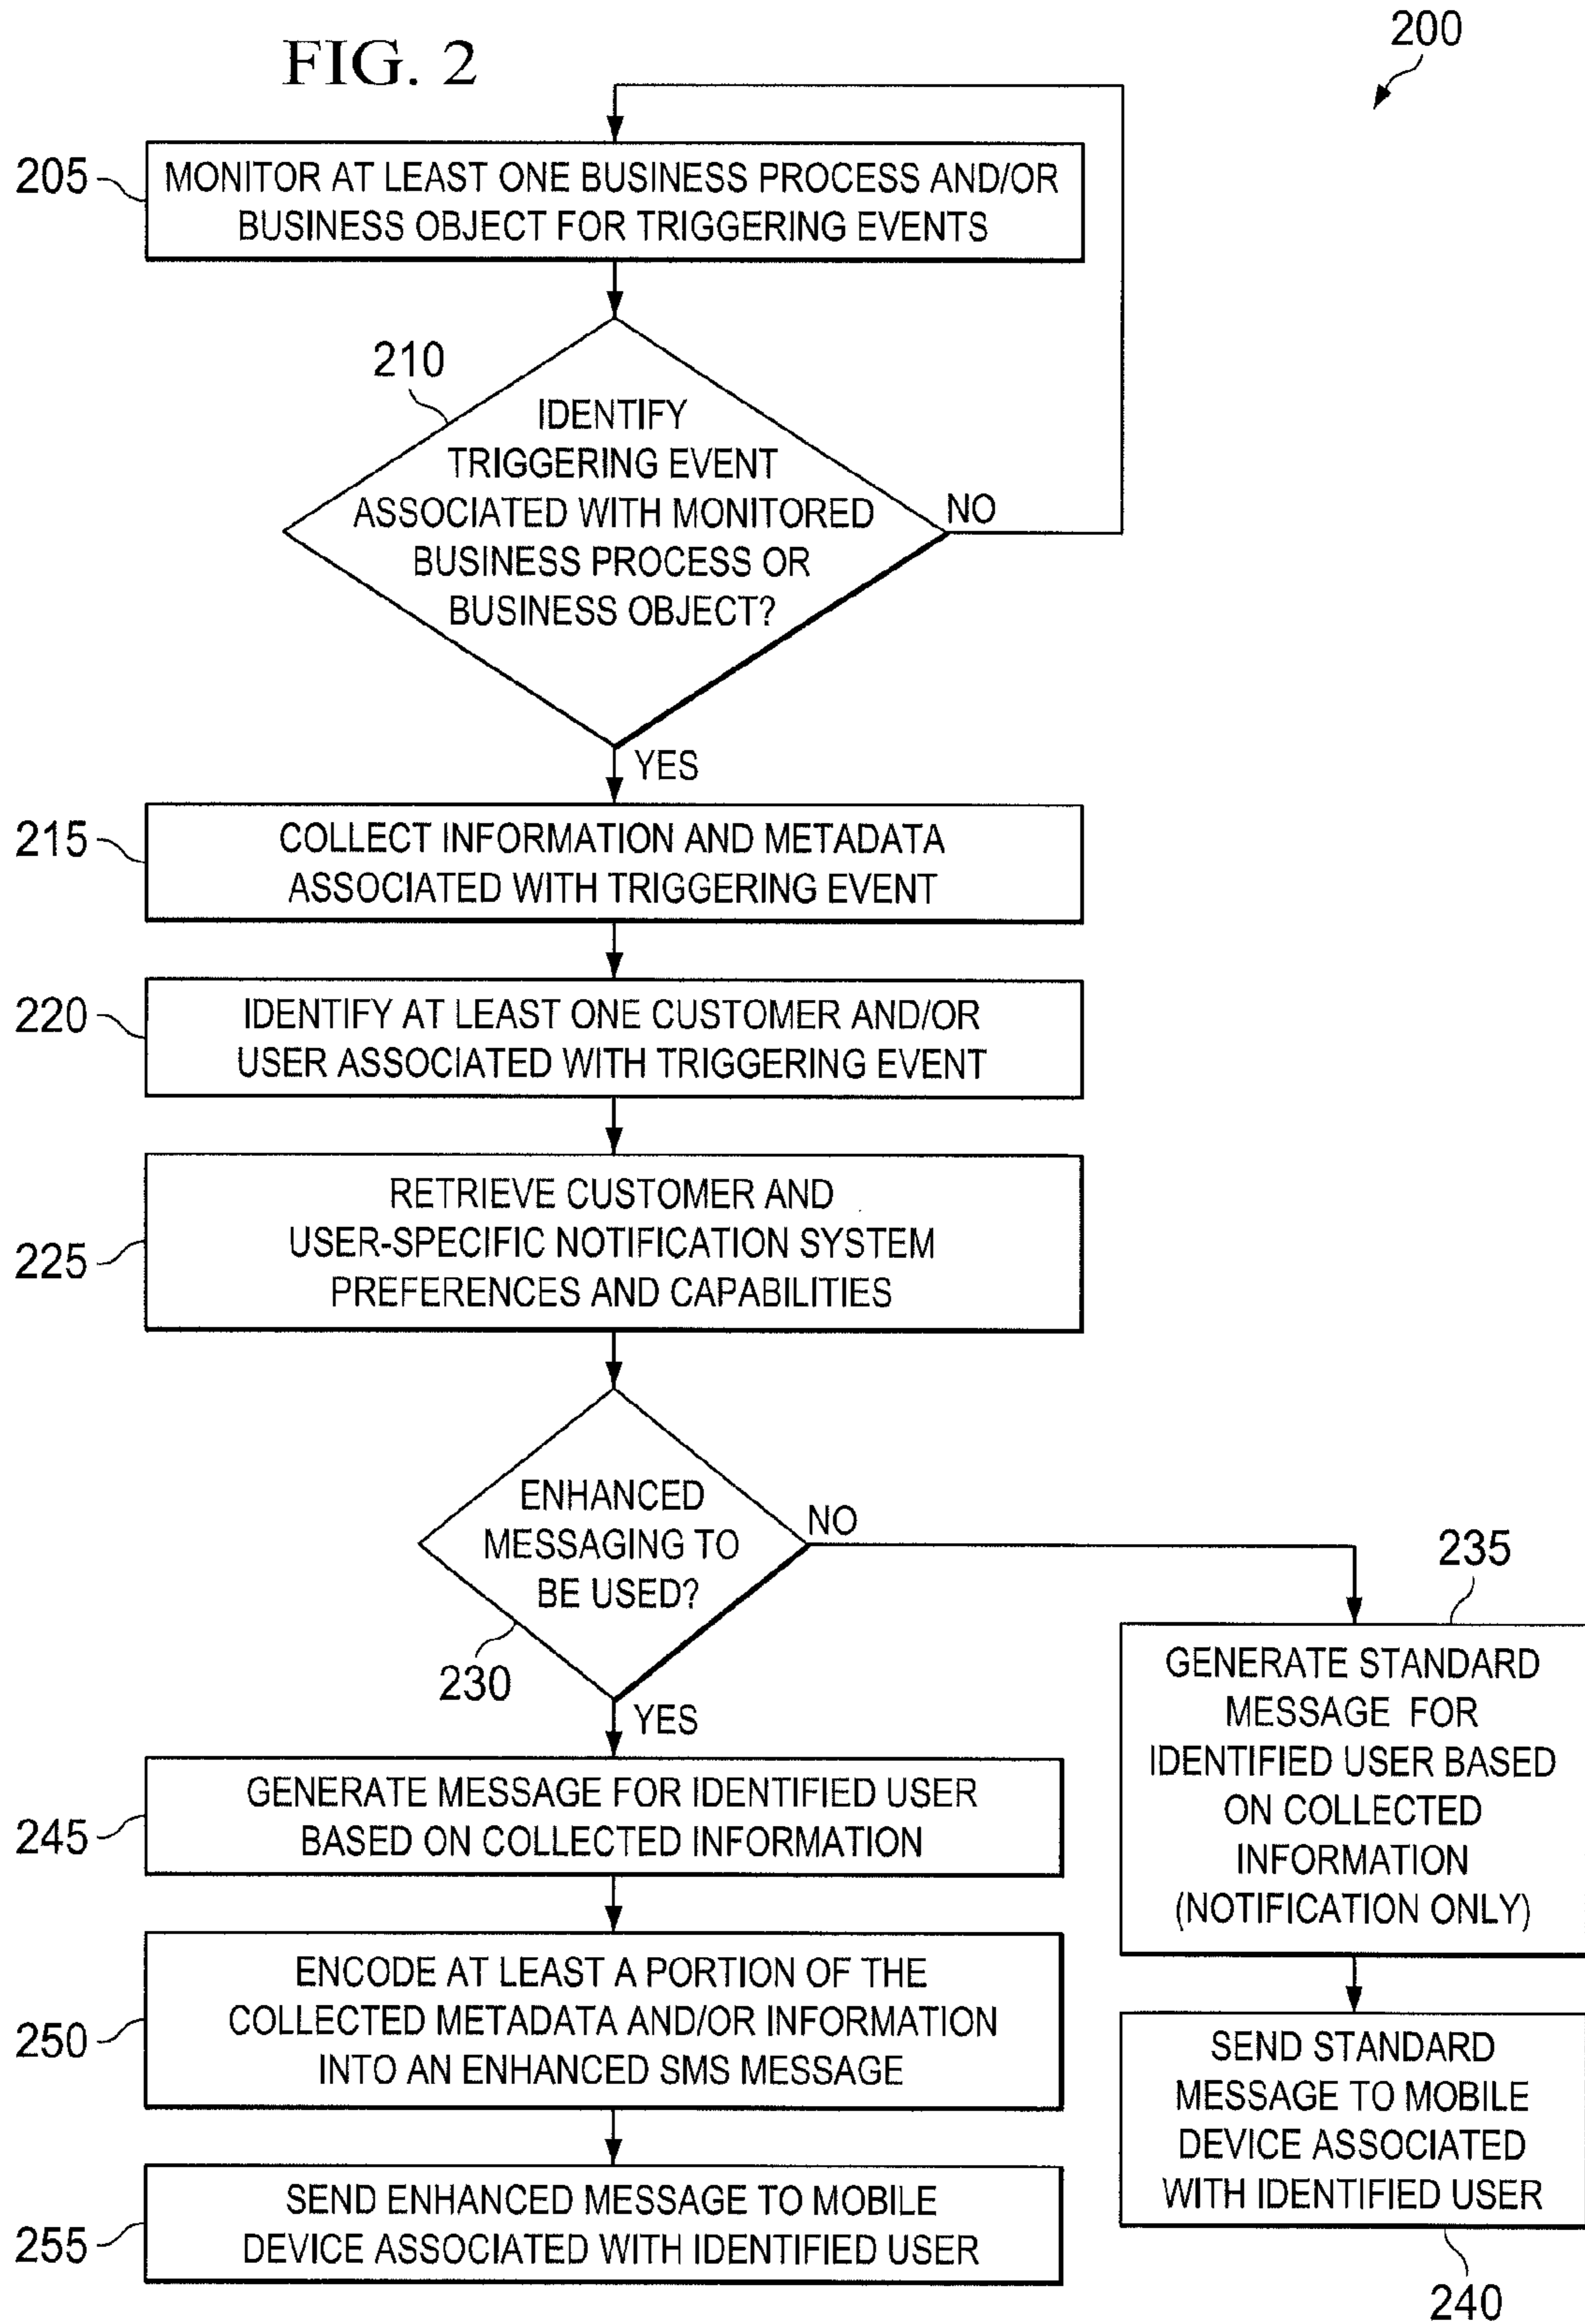 FIG. 2
200
205
MONITOR AT LEAST ONE BUSINESS PROCESS AND/OR
BUSINESS OBJECT FOR TRIGGERING EVENTS
210
IDENTIFY
TRIGGERING EVENT
ASSOCIATED WITH MONITORED
BUSINESS PROCESS OR
BUSINESS OBJECT?
NO
YES
215
COLLECT INFORMATION AND METADATA
ASSOCIATED WITH TRIGGERING EVENT
220
IDENTIFY AT LEAST ONE CUSTOMER AND/OR
USER ASSOCIATED WITH TRIGGERING EVENT
225
RETRIEVE CUSTOMER AND
USER-SPECIFIC NOTIFICATION SYSTEM
PREFERENCES AND CAPABILITIES
ENHANCED
MESSAGING TO
BE USED?
230
NO
YES
235
GENERATE STANDARD
MESSAGE FOR
IDENTIFIED USER BASED
ON COLLECTED
INFORMATION
(NOTIFICATION ONLY)
245
GENERATE MESSAGE FOR IDENTIFIED USER
BASED ON COLLECTED INFORMATION
250
ENCODE AT LEAST A PORTION OF THE
COLLECTED METADATA AND/OR INFORMATION
INTO AN ENHANCED SMS MESSAGE
SEND STANDARD
MESSAGE TO MOBILE
DEVICE ASSOCIATED
WITH IDENTIFIED USER
240
255
SEND ENHANCED MESSAGE TO MOBILE
DEVICE ASSOCIATED WITH IDENTIFIED USER